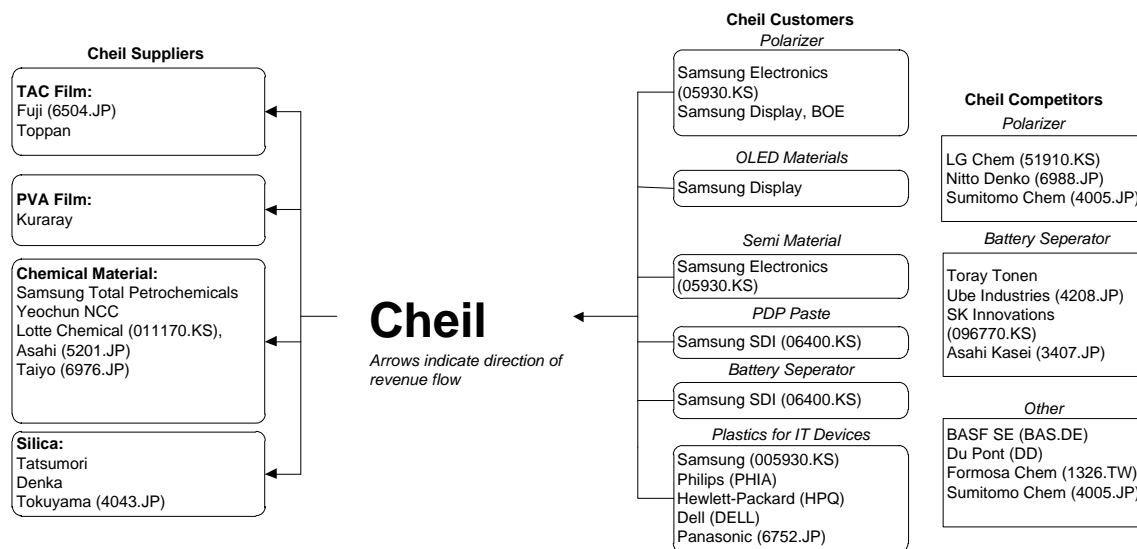 Cheil Suppliers
TAC Film:
Fuji (6504.JP)
Toppan
PVA Film:
Kuraray
Chemical Material:
Samsung Total Petrochemicals
Yeochun NCC
Lotte Chemical (011170.KS),
Asahi (5201.JP)
Taiyo (6976.JP)
Silica:
Tatsumori
Denka
Tokuyama (4043.JP)
Cheil
Arrows indicate direction of
revenue flow
Cheil Customers
Polarizer
Samsung Electronics
(05930.KS)
Samsung Display, BOE
OLED Materials
Samsung Display
Semi Material
Samsung Electronics
(05930.KS)
PDP Paste
Samsung SDI (06400.KS)
Battery Seperator
Samsung SDI (06400.KS)
Plastics for IT Devices
Samsung (005930.KS)
Philips (PHIA)
Hewlett-Packard (HPQ)
Dell (DELL)
Panasonic (6752.JP)
Cheil Competitors
Polarizer
LG Chem (51910.KS)
Nitto Denko (6988.JP)
Sumitomo Chem (4005.JP)
Battery Seperator
Toray Tonen
Ube Industries (4208.JP)
SK Innovations
(096770.KS)
Asahi Kasei (3407.JP)
Other
BASF SE (BAS.DE)
Du Pont (DD)
Formosa Chem (1326.TW)
Sumitomo Chem (4005.JP)